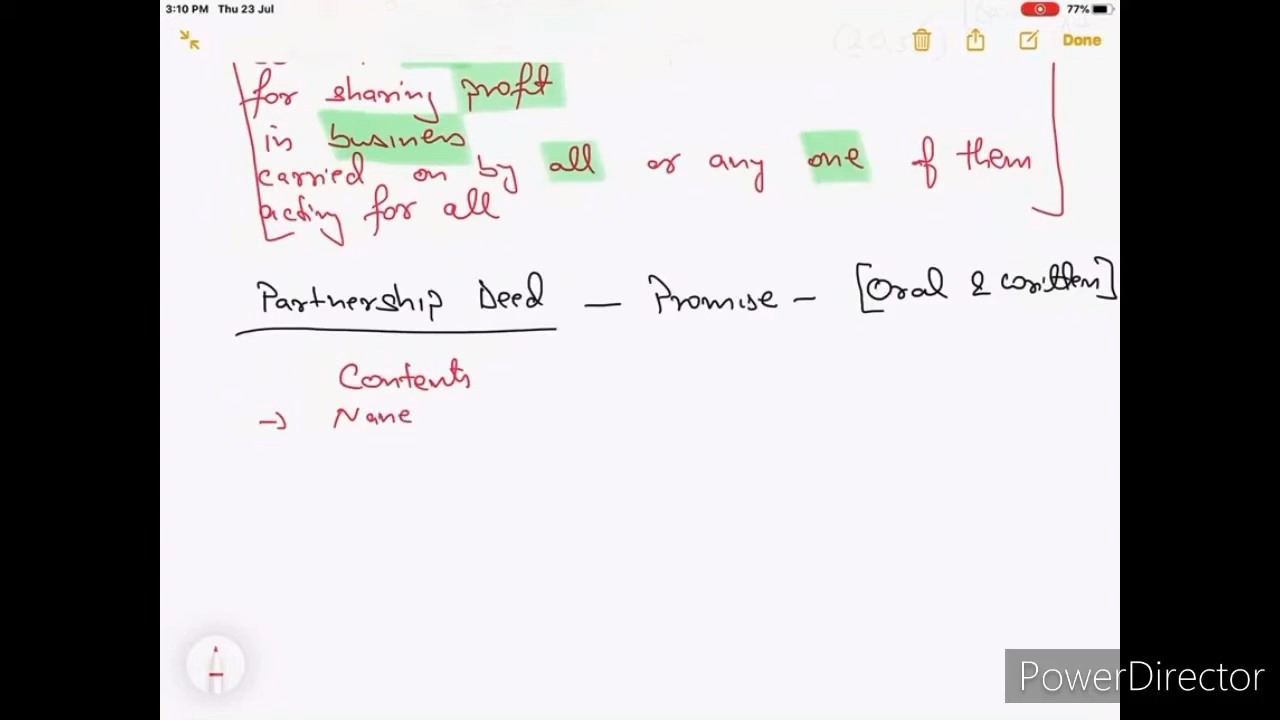 3:10 PM Thu 23 Jul
77%
Done
for sharing profit
in business
carried on by all or any one of them
acting for all
Partnership Deed — Promise – [Oral & written]
Contents
→ Name
PowerDirector